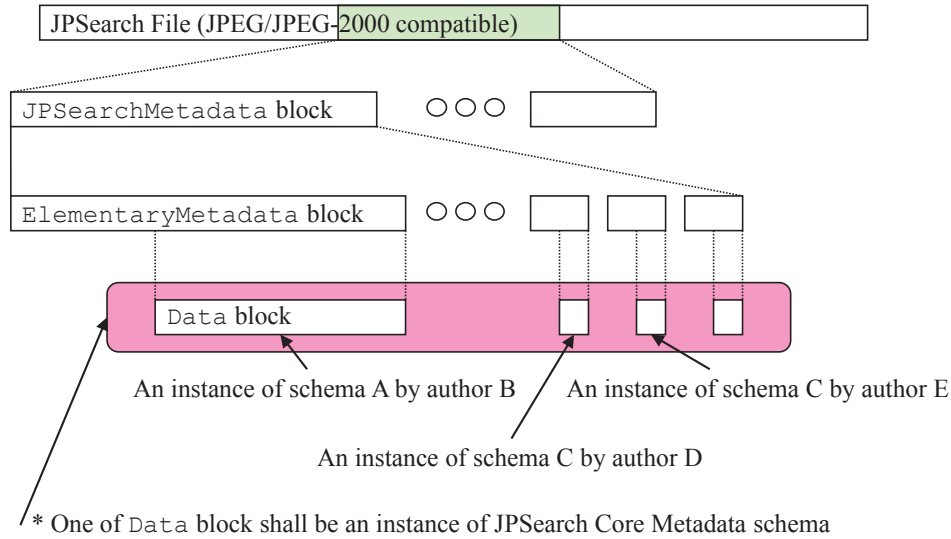 JPSearch File (JPEG/JPEG-2000 compatible)
JPSearchMetadata block
ElementaryMetadata block
Data block
An instance of schema A by author B
An instance of schema C by author E
An instance of schema C by author D
* One of Data block shall be an instance of JPSearch Core Metadata schema